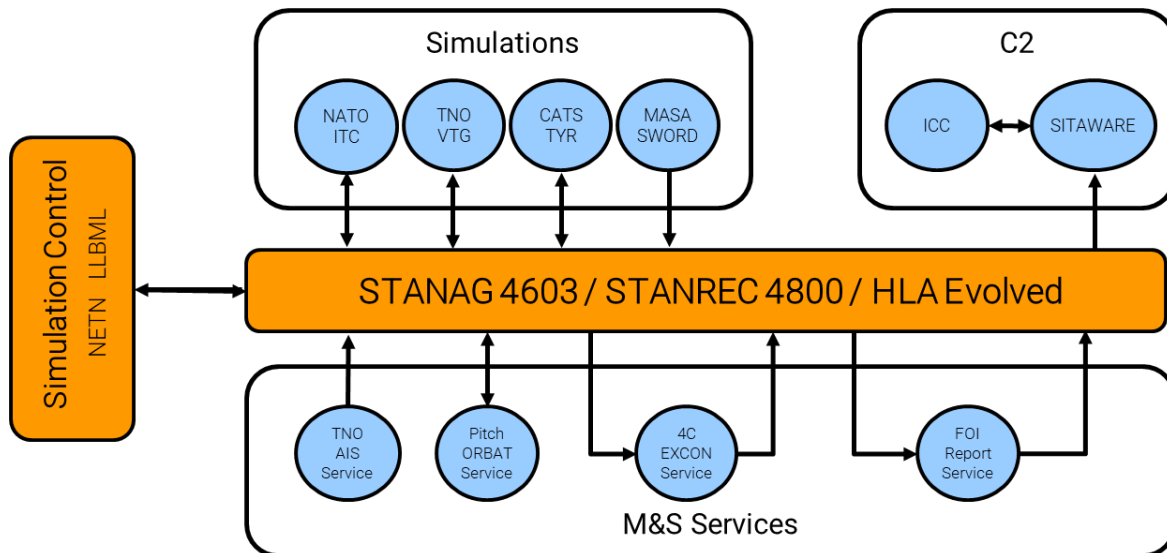 Simulations
C2
NATO
ITC
TNO
VTG
CATS
TYR
MASA
SWORD
ICC
SITAWARE
Simulation Control
NETN LLBML
STANAG 4603 / STANREC 4800 / HLA Evolved
TNO
AIS
Service
Pitch
ORBAT
Service
4C
EXCON
Service
FOI
Report
Service
M&S Services